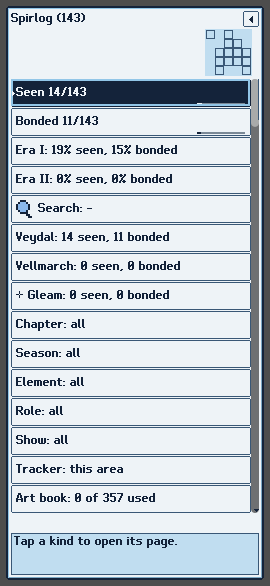 Spirlog (143)
Seen 14/143
Bonded 11/143
Era I: 19% seen, 15% bonded
Era II: 0% seen, 0% bonded
Search: -
Veydal: 14 seen, 11 bonded
Vellmarch: 0 seen, 0 bonded
✧ Gleam: 0 seen, 0 bonded
Chapter: all
Season: all
Element: all
Role: all
Show: all
Tracker: this area
Art book: 0 of 357 used
Tap a kind to open its page.